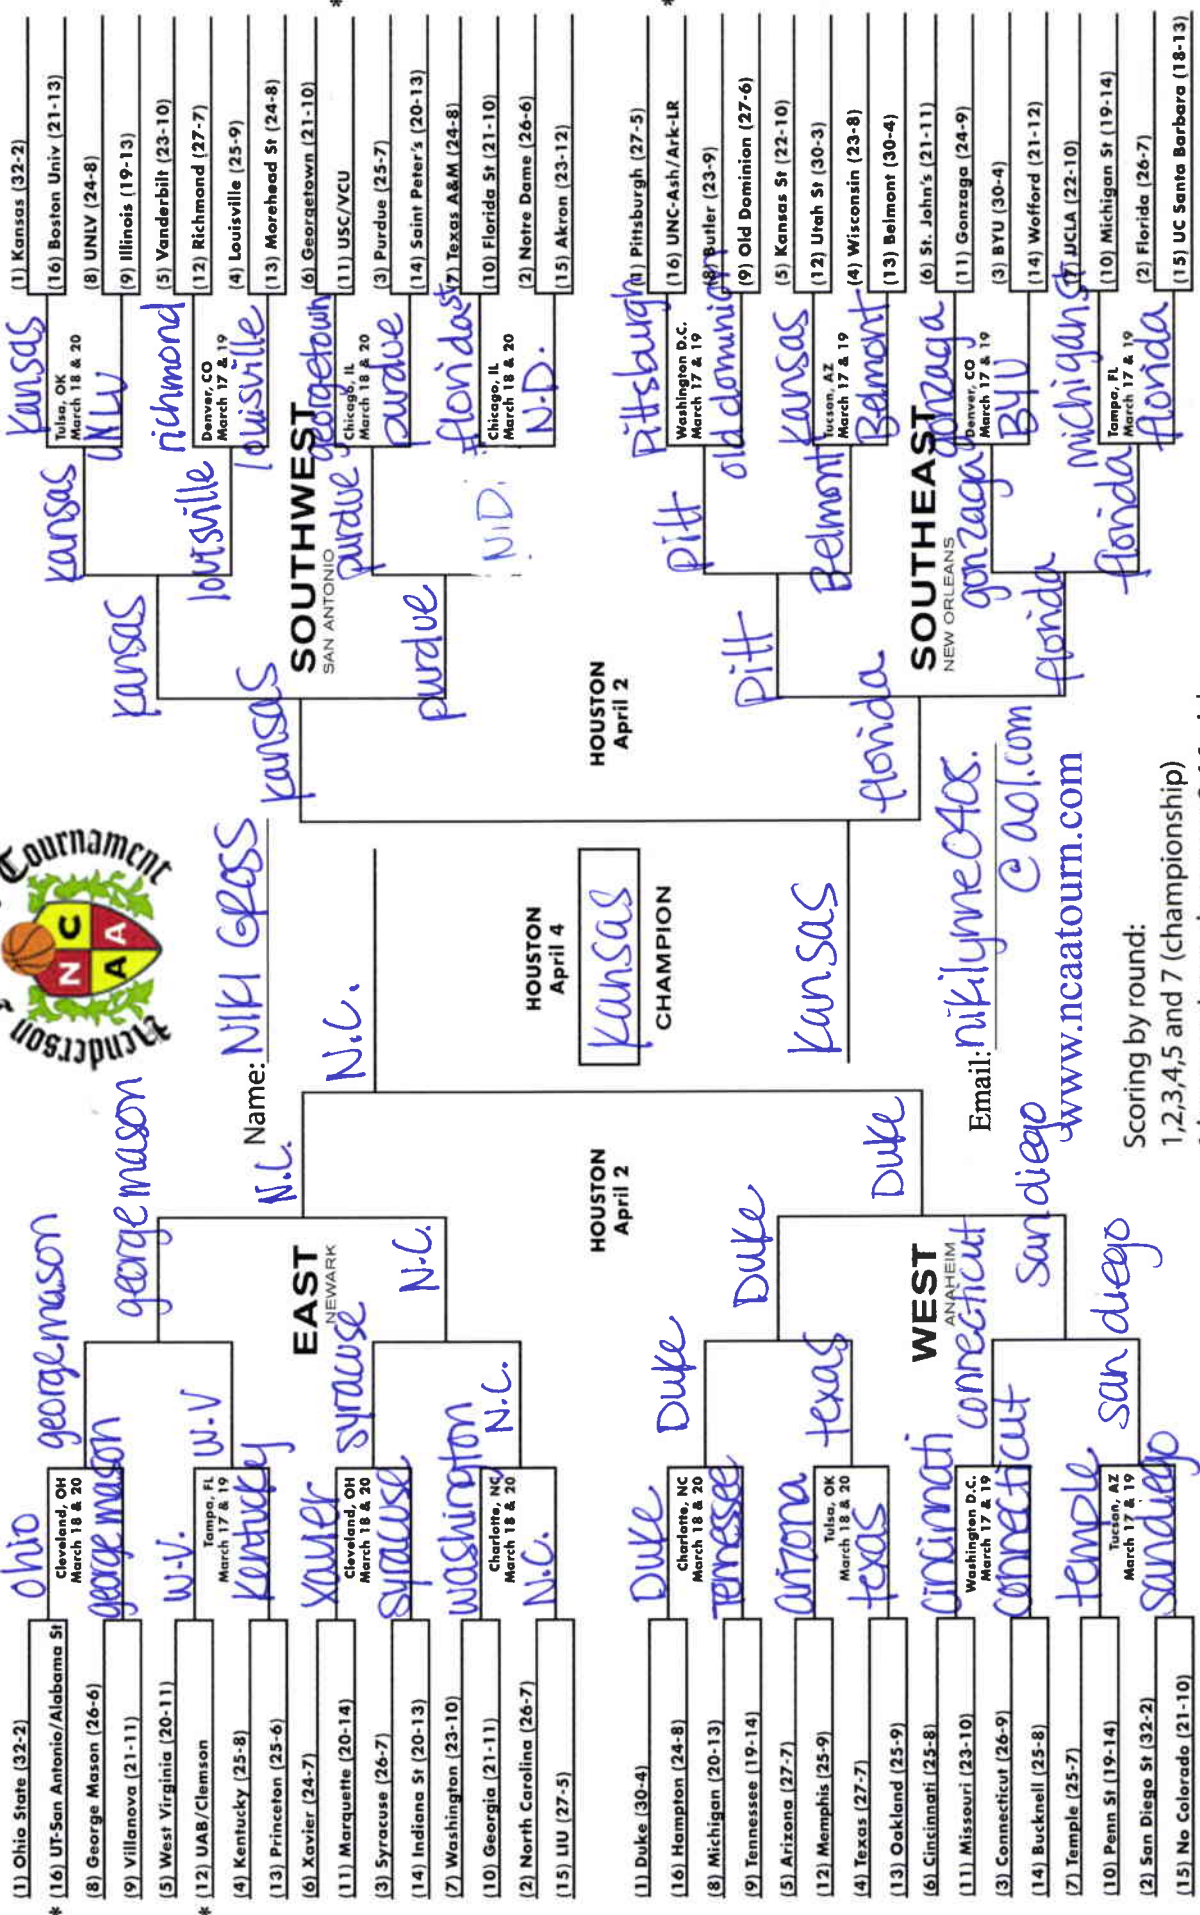 Henderson Tournament
N C
A A
Name: NIKI GROSS
(1) Ohio State (32-2)
* (16) UT-San Antonio/Alabama St
(8) George Mason (26-6)
(9) Villanova (21-11)
(5) West Virginia (20-11)
* (12) UAB/Clemson
(4) Kentucky (25-8)
(13) Princeton (25-6)
(6) Xavier (24-7)
(11) Marquette (20-14)
(3) Syracuse (26-7)
(14) Indiana St (20-13)
(7) Washington (23-10)
(10) Georgia (21-11)
(2) North Carolina (26-7)
(15) LIU (27-5)
ohio
Cleveland, OH
March 18 & 20
george mason
W.V.
Tampa, FL
March 17 & 19
Kentuckey
xavier
Cleveland, OH
March 18 & 20
syracuse
washington
Charlotte, NC
March 18 & 20
N.C.
george mason
W.V
syracuse
N.C.
george mason
N.C.
EAST
NEWARK
N.C.
HOUSTON
April 2
(1) Duke (30-4)
(16) Hampton (24-8)
(8) Michigan (20-13)
(9) Tennessee (19-14)
(5) Arizona (27-7)
(12) Memphis (25-9)
(4) Texas (27-7)
(13) Oakland (25-9)
(6) Cincinnati (25-8)
(11) Missouri (23-10)
(3) Connecticut (26-9)
(14) Bucknell (25-8)
(7) Temple (25-7)
(10) Penn St (19-14)
(2) San Diego St (32-2)
(15) No Colorado (21-10)
Duke
Charlotte, NC
March 18 & 20
Tennessee
arizona
Tulsa, OK
March 18 & 20
texas
cincinati
Washington D.C.
March 17 & 19
connecticut
temple
Tucson, AZ
March 17 & 19
sandiego
Duke
texas
connecticut
san diego
Duke
san diego
WEST
ANAHEIM
Duke
N.C.
HOUSTON
April 4
Kansas
CHAMPION
Kansas
(1) Kansas (32-2)
(16) Boston Univ (21-13)
(8) UNLV (24-8)
(9) Illinois (19-13)
(5) Vanderbilt (23-10)
(12) Richmond (27-7)
(4) Louisville (25-9)
(13) Morehead St (24-8)
(6) Georgetown (21-10)
(11) USC/VCU *
(3) Purdue (25-7)
(14) Saint Peter's (20-13)
(7) Texas A&M (24-8)
(10) Florida St (21-10)
(2) Notre Dame (26-6)
(15) Akron (23-12)
Kansas
Tulsa, OK
March 18 & 20
UNLV
richmond
Denver, CO
March 17 & 19
louisville
georgetown
Chicago, IL
March 18 & 20
purdue
florida st
Chicago, IL
March 18 & 20
N.D.
kansas
louisville
purdue
N.D.
kansas
purdue
SOUTHWEST
SAN ANTONIO
kansas
HOUSTON
April 2
(1) Pittsburgh (27-5)
(16) UNC-Ash/Ark-LR *
(8) Butler (23-9)
(9) Old Dominion (27-6)
(5) Kansas St (22-10)
(12) Utah St (30-3)
(4) Wisconsin (23-8)
(13) Belmont (30-4)
(6) St. John's (21-11)
(11) Gonzaga (24-9)
(3) BYU (30-4)
(14) Wofford (21-12)
(7) UCLA (22-10)
(10) Michigan St (19-14)
(2) Florida (26-7)
(15) UC Santa Barbara (18-13)
Pittsburgh
Washington D.C.
March 17 & 19
old dominion
kansas
Tucson, AZ
March 17 & 19
Belmont
gonzaga
Denver, CO
March 17 & 19
BYU
michigan st
Tampa, FL
March 17 & 19
florida
pitt
Belmont
gonzaga
florida
Pitt
florida
SOUTHEAST
NEW ORLEANS
florida
Email: nikilynne0408.
@ aol.com
www.ncaatourn.com
Scoring by round:
1,2,3,4,5 and 7 (championship)